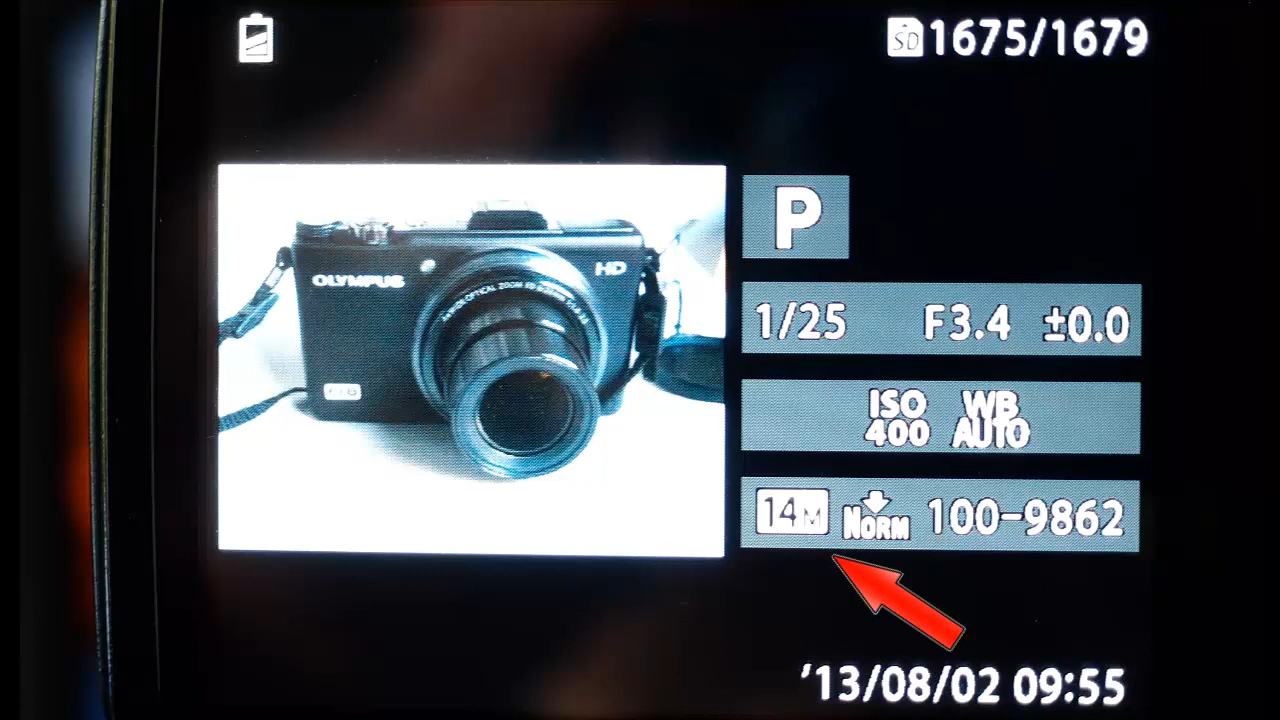 SD 1675/1679
OLYMPUS
HD
P
1/25 F3.4 ±0.0
ISO 400 WB AUTO
14M NORM 100-9862
'13/08/02 09:55